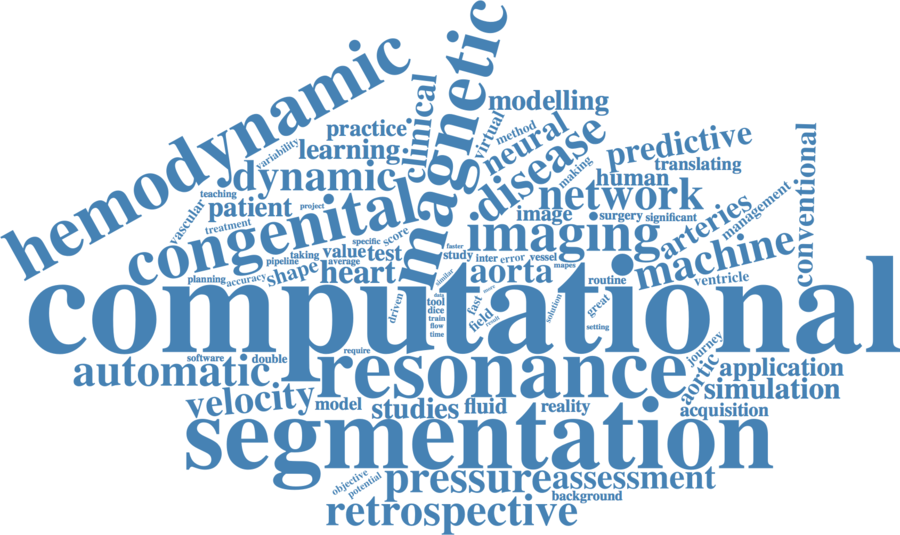 hemodynamic
magnetic
clinical
modelling
practice
variability
learning
virtual
method
neural
disease
making
predictive
translating
conventional
dynamic
teaching
human
network
patient
project
vascular
treatment
congenital
image
surgery
significant
arteries
management
imaging
specific
score
taking
value
test
faster
study
inter
error
vessel
machine
pipeline
average
planning
accuracy
shape
heart
similar
aorta
mapes
routine
ventricle
computational
driven
data
tool
dice
train
flow
time
fast
field
solution
great
setting
require
software
double
automatic
resonance
journey
aortic
application
simulation
velocity
model
studies
fluid
reality
acquisition
segmentation
objective
potential
pressure
assessment
background
retrospective